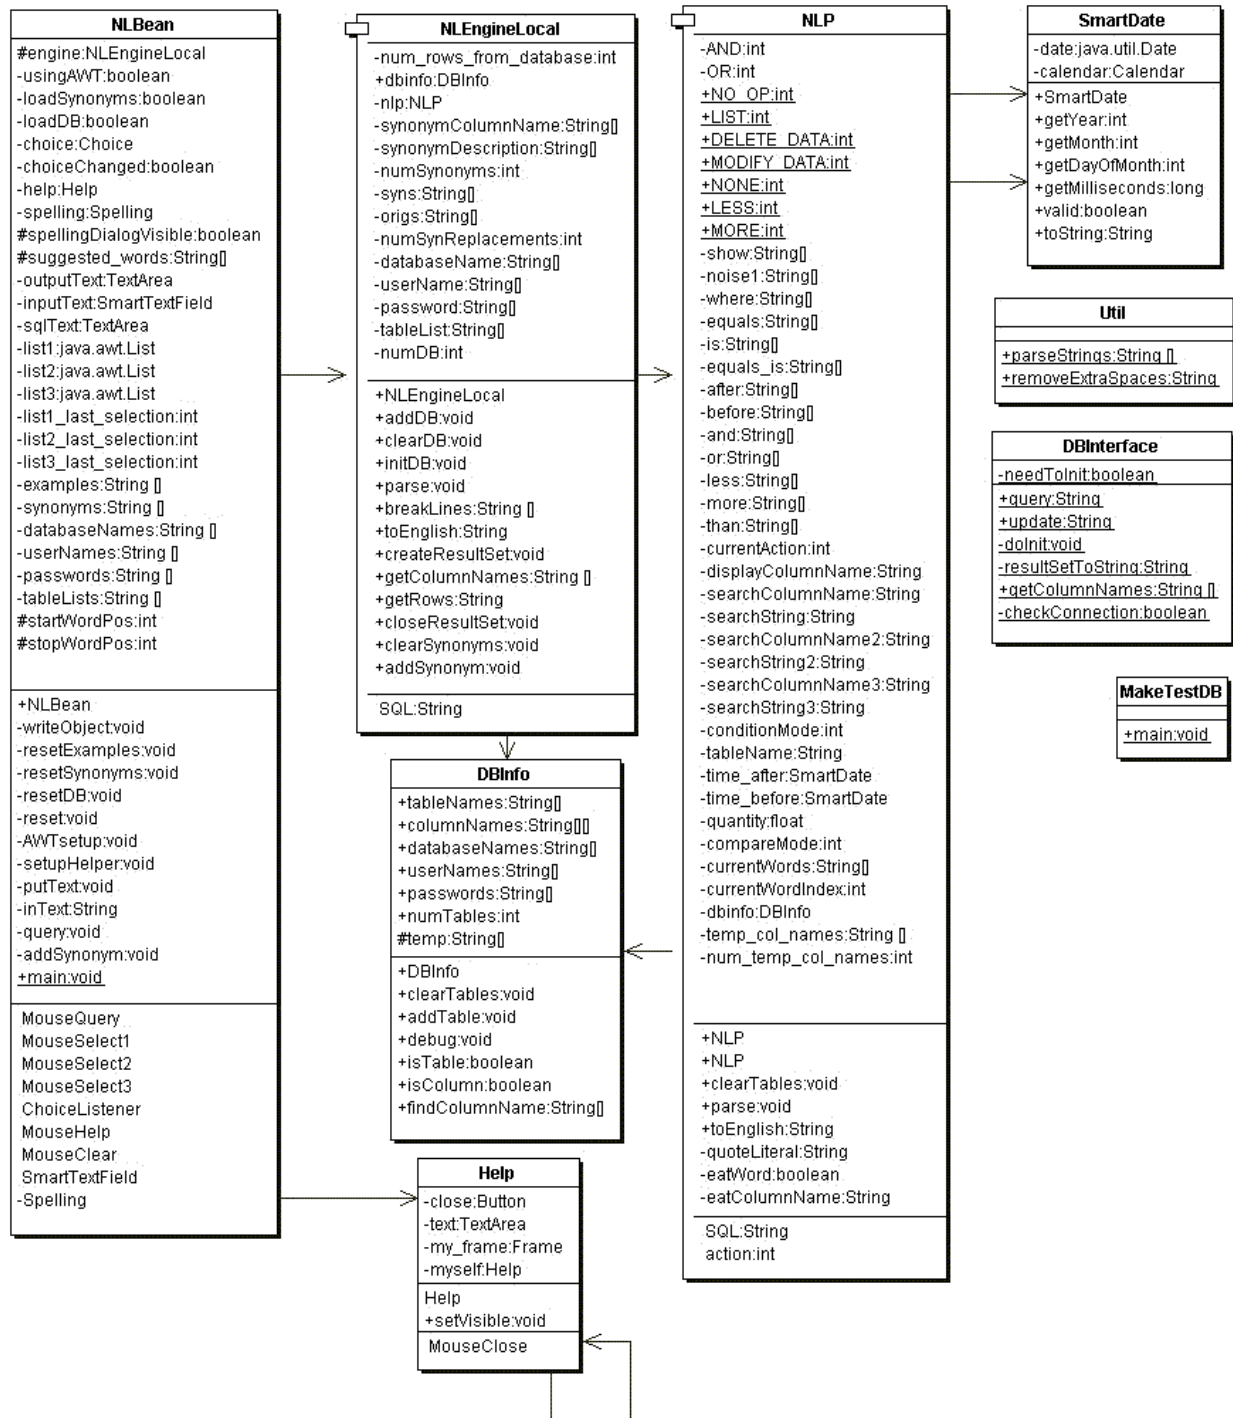 NLBean
#engine:NLEngineLocal
-usingAWT:boolean
-loadSynonyms:boolean
-loadDB:boolean
-choice:Choice
-choiceChanged:boolean
-help:Help
-spelling:Spelling
#spellingDialogVisible:boolean
#suggested_words:String[]
-outputText:TextArea
-inputText:SmartTextField
-sqlText:TextArea
-list1:java.awt.List
-list2:java.awt.List
-list3:java.awt.List
-list1_last_selection:int
-list2_last_selection:int
-list3_last_selection:int
-examples:String []
-synonyms:String []
-databaseNames:String []
-userNames:String []
-passwords:String []
-tableLists:String []
#startWordPos:int
#stopWordPos:int
+NLBean
-writeObject:void
-resetExamples:void
-resetSynonyms:void
-resetDB:void
-reset:void
-AWTsetup:void
-setupHelper:void
-putText:void
-inText:String
-query:void
-addSynonym:void
+main:void
MouseQuery
MouseSelect1
MouseSelect2
MouseSelect3
ChoiceListener
MouseHelp
MouseClear
SmartTextField
-Spelling
NLEngineLocal
-num_rows_from_database:int
+dbinfo:DBInfo
-nlp:NLP
-synonymColumnName:String[]
-synonymDescription:String[]
-numSynonyms:int
-syns:String[]
-origs:String[]
-numSynReplacements:int
-databaseName:String[]
-userName:String[]
-password:String[]
-tableList:String[]
-numDB:int
+NLEngineLocal
+addDB:void
+clearDB:void
+initDB:void
+parse:void
+breakLines:String []
+toEnglish:String
+createResultSet:void
+getColumnNames:String []
+getRows:String
+closeResultSet:void
+clearSynonyms:void
+addSynonym:void
SQL:String
DBInfo
+tableNames:String[]
+columnNames:String[][]
+databaseNames:String[]
+userNames:String[]
+passwords:String[]
+numTables:int
#temp:String[]
+DBInfo
+clearTables:void
+addTable:void
+debug:void
+isTable:boolean
+isColumn:boolean
+findColumnName:String[]
Help
-close:Button
-text:TextArea
-my_frame:Frame
-myself:Help
Help
+setVisible:void
MouseClose
NLP
-AND:int
-OR:int
+NO_OP:int
+LIST:int
+DELETE_DATA:int
+MODIFY_DATA:int
+NONE:int
+LESS:int
+MORE:int
-show:String[]
-noise1:String[]
-where:String[]
-equals:String[]
-is:String[]
-equals_is:String[]
-after:String[]
-before:String[]
-and:String[]
-or:String[]
-less:String[]
-more:String[]
-than:String[]
-currentAction:int
-displayColumnName:String
-searchColumnName:String
-searchString:String
-searchColumnName2:String
-searchString2:String
-searchColumnName3:String
-searchString3:String
-conditionMode:int
-tableName:String
-time_after:SmartDate
-time_before:SmartDate
-quantity:float
-compareMode:int
-currentWords:String[]
-currentWordIndex:int
-dbinfo:DBInfo
-temp_col_names:String []
-num_temp_col_names:int
+NLP
+NLP
+clearTables:void
+parse:void
+toEnglish:String
-quoteLiteral:String
-eatWord:boolean
-eatColumnName:String
SQL:String
action:int
SmartDate
-date:java.util.Date
-calendar:Calendar
+SmartDate
+getYear:int
+getMonth:int
+getDayOfMonth:int
+getMilliseconds:long
+valid:boolean
+toString:String
Util
+parseStrings:String []
+removeExtraSpaces:String
DBInterface
-needToInit:boolean
+query:String
+update:String
-doInit:void
-resultSetToString:String
+getColumnNames:String []
-checkConnection:boolean
MakeTestDB
+main:void